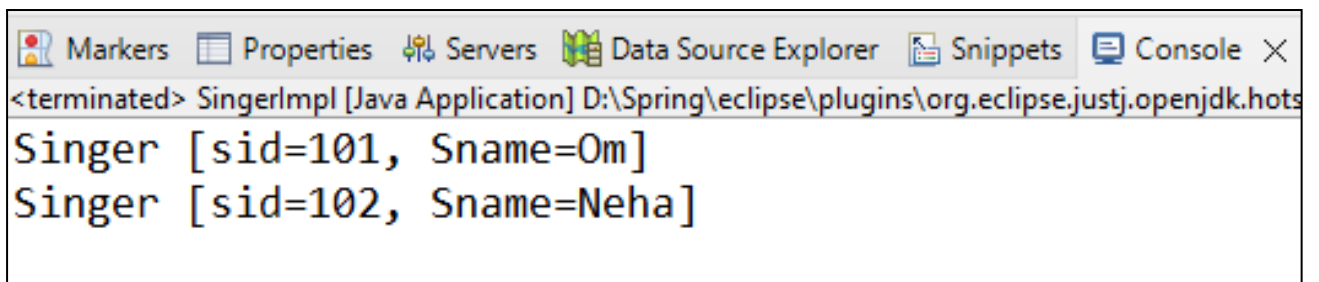 Markers Properties Servers Data Source Explorer Snippets Console
<terminated> SingerImpl [Java Application] D:\Spring\eclipse\plugins\org.eclipse.justj.openjdk.hots
Singer [sid=101, Sname=Om]
Singer [sid=102, Sname=Neha]